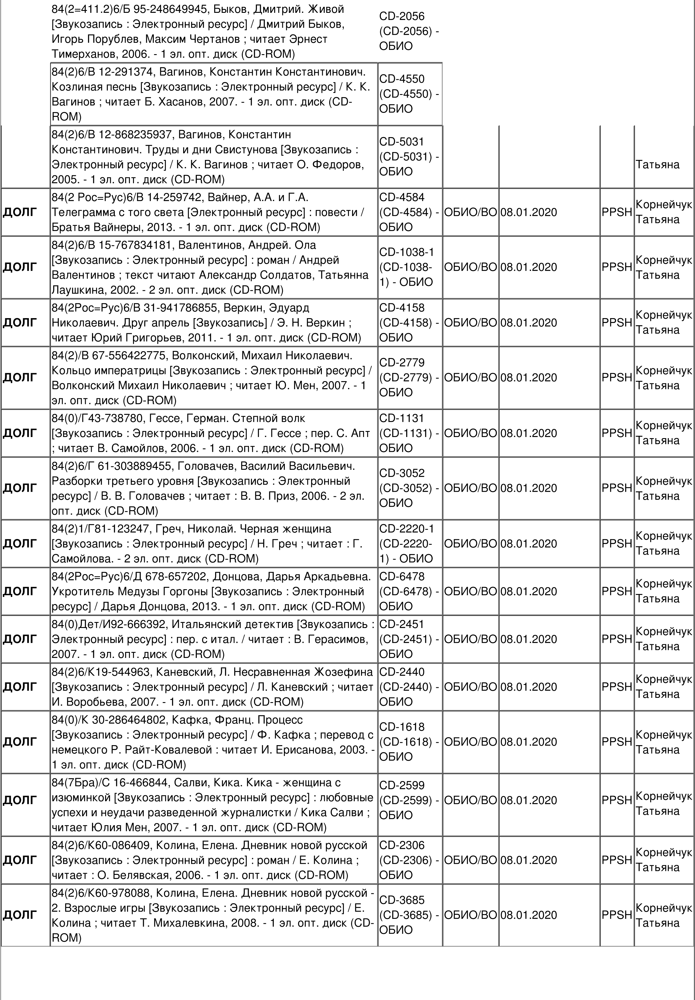 84(2=411.2)6/Б 95-248649945, Быков, Дмитрий. Живой
[Звукозапись : Электронный ресурс] / Дмитрий Быков,
Игорь Порублев, Максим Чертанов ; читает Эрнест
Тимерханов, 2006. - 1 эл. опт. диск (CD-ROM)
CD-2056
(CD-2056) -
ОБИО
84(2)6/В 12-291374, Вагинов, Константин Константинович.
Козлиная песнь [Звукозапись : Электронный ресурс] / К. К.
Вагинов ; читает Б. Хасанов, 2007. - 1 эл. опт. диск (CD-
ROM)
CD-4550
(CD-4550) -
ОБИО
84(2)6/В 12-868235937, Вагинов, Константин
Константинович. Труды и дни Свистунова [Звукозапись :
Электронный ресурс] / К. К. Вагинов ; читает О. Федоров,
2005. - 1 эл. опт. диск (CD-ROM)
CD-5031
(CD-5031) -
ОБИО
Татьяна
ДОЛГ
84(2 Рос=Рус)6/В 14-259742, Вайнер, А.А. и Г.А.
Телеграмма с того света [Электронный ресурс] : повести /
Братья Вайнеры, 2013. - 1 эл. опт. диск (CD-ROM)
CD-4584
(CD-4584) -
ОБИО
ОБИО/ВО
08.01.2020
PPSH
Корнейчук
Татьяна
ДОЛГ
84(2)6/В 15-767834181, Валентинов, Андрей. Ола
[Звукозапись : Электронный ресурс] : роман / Андрей
Валентинов ; текст читают Александр Солдатов, Татьянна
Лаушкина, 2002. - 2 эл. опт. диск (CD-ROM)
CD-1038-1
(CD-1038-
1) - ОБИО
ОБИО/ВО
08.01.2020
PPSH
Корнейчук
Татьяна
ДОЛГ
84(2Рос=Рус)6/В 31-941786855, Веркин, Эдуард
Николаевич. Друг апрель [Звукозапись] / Э. Н. Веркин ;
читает Юрий Григорьев, 2011. - 1 эл. опт. диск (CD-ROM)
CD-4158
(CD-4158) -
ОБИО
ОБИО/ВО
08.01.2020
PPSH
Корнейчук
Татьяна
ДОЛГ
84(2)/В 67-556422775, Волконский, Михаил Николаевич.
Кольцо императрицы [Звукозапись : Электронный ресурс] /
Волконский Михаил Николаевич ; читает Ю. Мен, 2007. - 1
эл. опт. диск (CD-ROM)
CD-2779
(CD-2779) -
ОБИО
ОБИО/ВО
08.01.2020
PPSH
Корнейчук
Татьяна
ДОЛГ
84(0)/Г43-738780, Гессе, Герман. Степной волк
[Звукозапись : Электронный ресурс] / Г. Гессе ; пер. С. Апт
; читает В. Самойлов, 2006. - 1 эл. опт. диск (CD-ROM)
CD-1131
(CD-1131) -
ОБИО
ОБИО/ВО
08.01.2020
PPSH
Корнейчук
Татьяна
ДОЛГ
84(2)6/Г 61-303889455, Головачев, Василий Васильевич.
Разборки третьего уровня [Звукозапись : Электронный
ресурс] / В. В. Головачев ; читает : В. В. Приз, 2006. - 2 эл.
опт. диск (CD-ROM)
CD-3052
(CD-3052) -
ОБИО
ОБИО/ВО
08.01.2020
PPSH
Корнейчук
Татьяна
ДОЛГ
84(2)1/Г81-123247, Греч, Николай. Черная женщина
[Звукозапись : Электронный ресурс] / Н. Греч ; читает : Г.
Самойлова. - 2 эл. опт. диск (CD-ROM)
CD-2220-1
(CD-2220-
1) - ОБИО
ОБИО/ВО
08.01.2020
PPSH
Корнейчук
Татьяна
ДОЛГ
84(2Рос=Рус)6/Д 678-657202, Донцова, Дарья Аркадьевна.
Укротитель Медузы Горгоны [Звукозапись : Электронный
ресурс] / Дарья Донцова, 2013. - 1 эл. опт. диск (CD-ROM)
CD-6478
(CD-6478) -
ОБИО
ОБИО/ВО
08.01.2020
PPSH
Корнейчук
Татьяна
ДОЛГ
84(0)Дет/И92-666392, Итальянский детектив [Звукозапись :
Электронный ресурс] : пер. с итал. / читает : В. Герасимов,
2007. - 1 эл. опт. диск (CD-ROM)
CD-2451
(CD-2451) -
ОБИО
ОБИО/ВО
08.01.2020
PPSH
Корнейчук
Татьяна
ДОЛГ
84(2)6/К19-544963, Каневский, Л. Несравненная Жозефина
[Звукозапись : Электронный ресурс] / Л. Каневский ; читает
И. Воробьева, 2007. - 1 эл. опт. диск (CD-ROM)
CD-2440
(CD-2440) -
ОБИО
ОБИО/ВО
08.01.2020
PPSH
Корнейчук
Татьяна
ДОЛГ
84(0)/К 30-286464802, Кафка, Франц. Процесс
[Звукозапись : Электронный ресурс] / Ф. Кафка ; перевод с
немецкого Р. Райт-Ковалевой : читает И. Ерисанова, 2003. -
1 эл. опт. диск (CD-ROM)
CD-1618
(CD-1618) -
ОБИО
ОБИО/ВО
08.01.2020
PPSH
Корнейчук
Татьяна
ДОЛГ
84(7Бра)/С 16-466844, Салви, Кика. Кика - женщина с
изюминкой [Звукозапись : Электронный ресурс] : любовные
успехи и неудачи разведенной журналистки / Кика Салви ;
читает Юлия Мен, 2007. - 1 эл. опт. диск (CD-ROM)
CD-2599
(CD-2599) -
ОБИО
ОБИО/ВО
08.01.2020
PPSH
Корнейчук
Татьяна
ДОЛГ
84(2)6/К60-086409, Колина, Елена. Дневник новой русской
[Звукозапись : Электронный ресурс] : роман / Е. Колина ;
читает : О. Белявская, 2006. - 1 эл. опт. диск (CD-ROM)
CD-2306
(CD-2306) -
ОБИО
ОБИО/ВО
08.01.2020
PPSH
Корнейчук
Татьяна
ДОЛГ
84(2)6/К60-978088, Колина, Елена. Дневник новой русской -
2. Взрослые игры [Звукозапись : Электронный ресурс] / Е.
Колина ; читает Т. Михалевкина, 2008. - 1 эл. опт. диск (CD-
ROM)
CD-3685
(CD-3685) -
ОБИО
ОБИО/ВО
08.01.2020
PPSH
Корнейчук
Татьяна